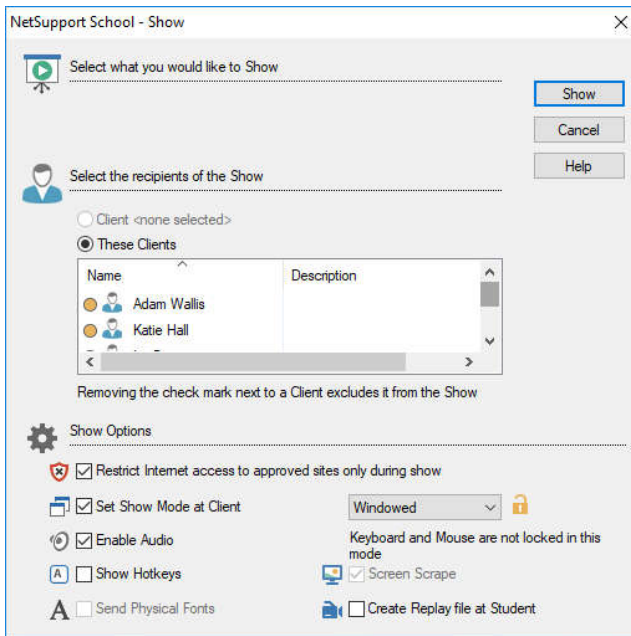 NetSupport School - Show
Select what you would like to Show
Show
Cancel
Help
Select the recipients of the Show
Client <none selected>
These Clients
Name Description
Adam Wallis
Katie Hall
Removing the check mark next to a Client excludes it from the Show
Show Options
Restrict Internet access to approved sites only during show
Set Show Mode at Client Windowed
Enable Audio Keyboard and Mouse are not locked in this
mode
A Show Hotkeys Screen Scrape
A Send Physical Fonts Create Replay file at Student